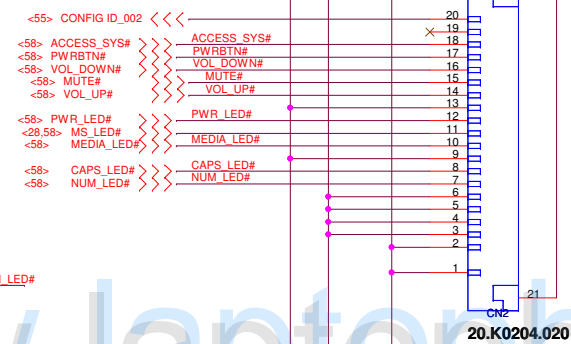 <55> CONFIG ID_002 20
19
<58> ACCESS_SYS# ACCESS_SYS# 18
<58> PWRBTN# PWRBTN# 17
<58> VOL_DOWN# VOL_DOWN# 16
<58> MUTE# MUTE# 15
<58> VOL_UP# VOL_UP# 14
13
<58> PWR_LED# PWR_LED# 12
<28,58> MS_LED# 11
<58> MEDIA_LED# MEDIA_LED# 10
9
<58> CAPS_LED# CAPS_LED# 8
<58> NUM_LED# NUM_LED# 7
6
5
4
3
2
1
_LED#
21
CN2
20.K0204.020